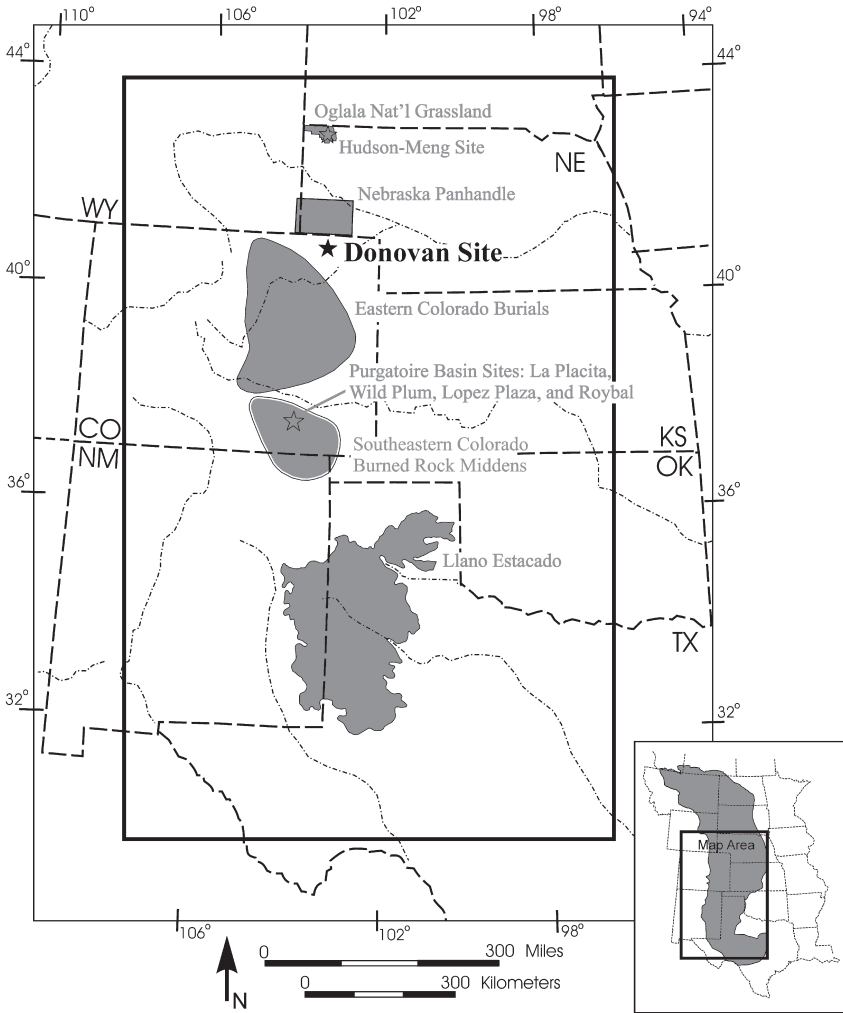 110°
106°
102°
98°
94°
44°
44°
Oglala Nat'l Grassland
Hudson-Meng Site
NE
Nebraska Panhandle
WY
Donovan Site
40°
40°
Eastern Colorado Burials
Purgatoire Basin Sites: La Placita,
Wild Plum, Lopez Plaza, and Roybal
CO
NM
KS
OK
Southeastern Colorado
Burned Rock Middens
36°
36°
Llano Estacado
TX
32°
32°
Map Area
106°
102°
98°
0 300 Miles
0 300 Kilometers
N